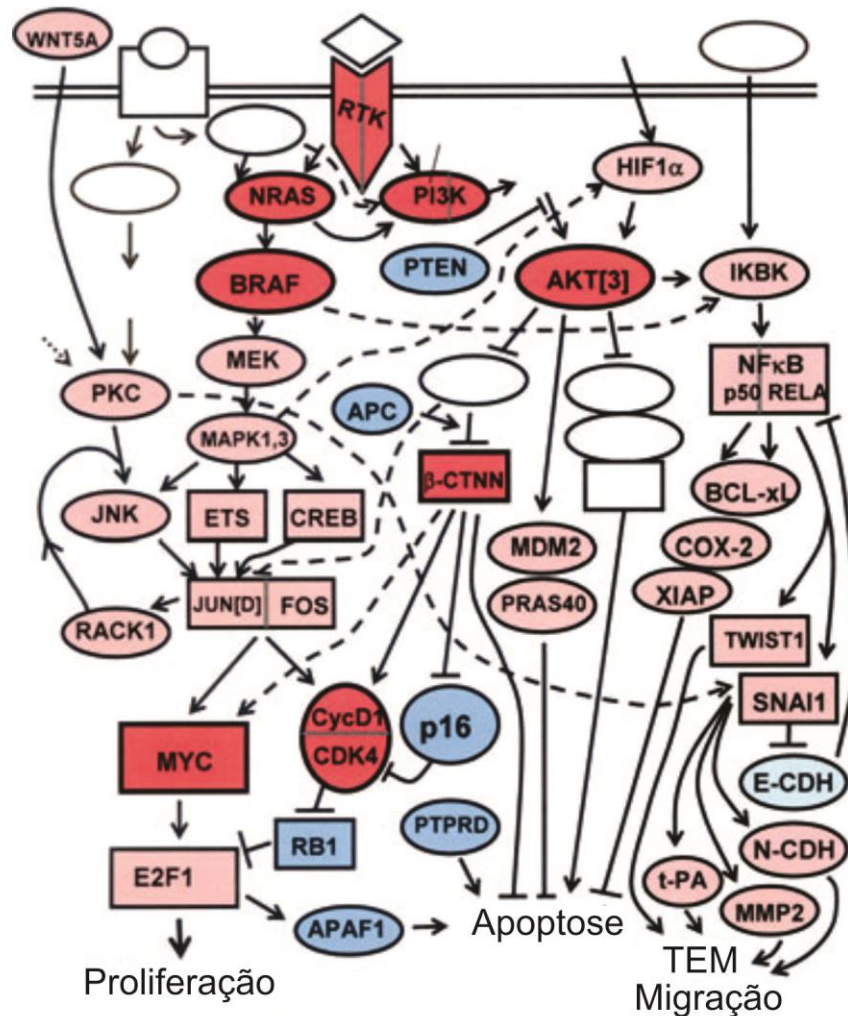 WNT5A
RTK
NRAS
PI3K
HIF1α
BRAF
PTEN
AKT[3]
IKBK
MEK
NFκB
p50 RELA
PKC
APC
MAPK1,3
β-CTNN
BCL-xL
JNK
ETS
CREB
MDM2
COX-2
PRAS40
XIAP
JUN[D]
FOS
RACK1
TWIST1
SNAI1
CycD1
CDK4
p16
MYC
E-CDH
PTPRD
RB1
N-CDH
E2F1
t-PA
MMP2
APAF1
Apoptose
Proliferação
TEM
Migração